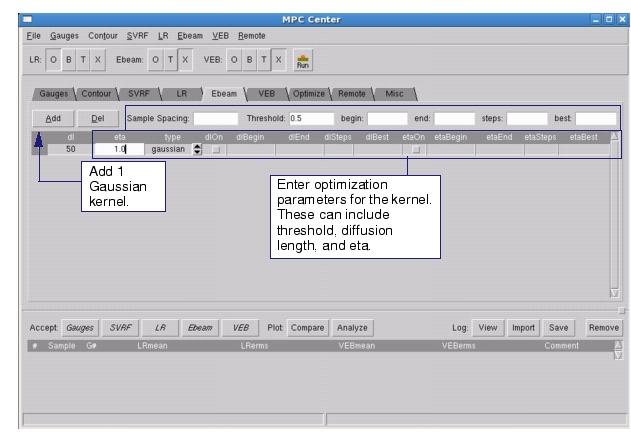 MPC Center
File Gauges Contour SVRF LR Ebeam VEB Remote
LR: O B T X Ebeam: O T X VEB: O B T X Run
Gauges Contour SVRF LR Ebeam VEB Optimize Remote Misc
Add Del Sample Spacing: Threshold: 0.5 begin: end: steps: best:
dl eta type dlOn dlBegin dlEnd dlSteps dlBest etaOn etaBegin etaEnd etaSteps etaBest
50 1.0 gaussian
Add 1
Gaussian
kernel.
Enter optimization
parameters for the kernel.
These can include
threshold, diffusion
length, and eta.
Accept: Gauges SVRF LR Ebeam VEB Plot: Compare Analyze Log: View Import Save Remove
# Sample G# LRmean LRerms VEBmean VEBerms Comment